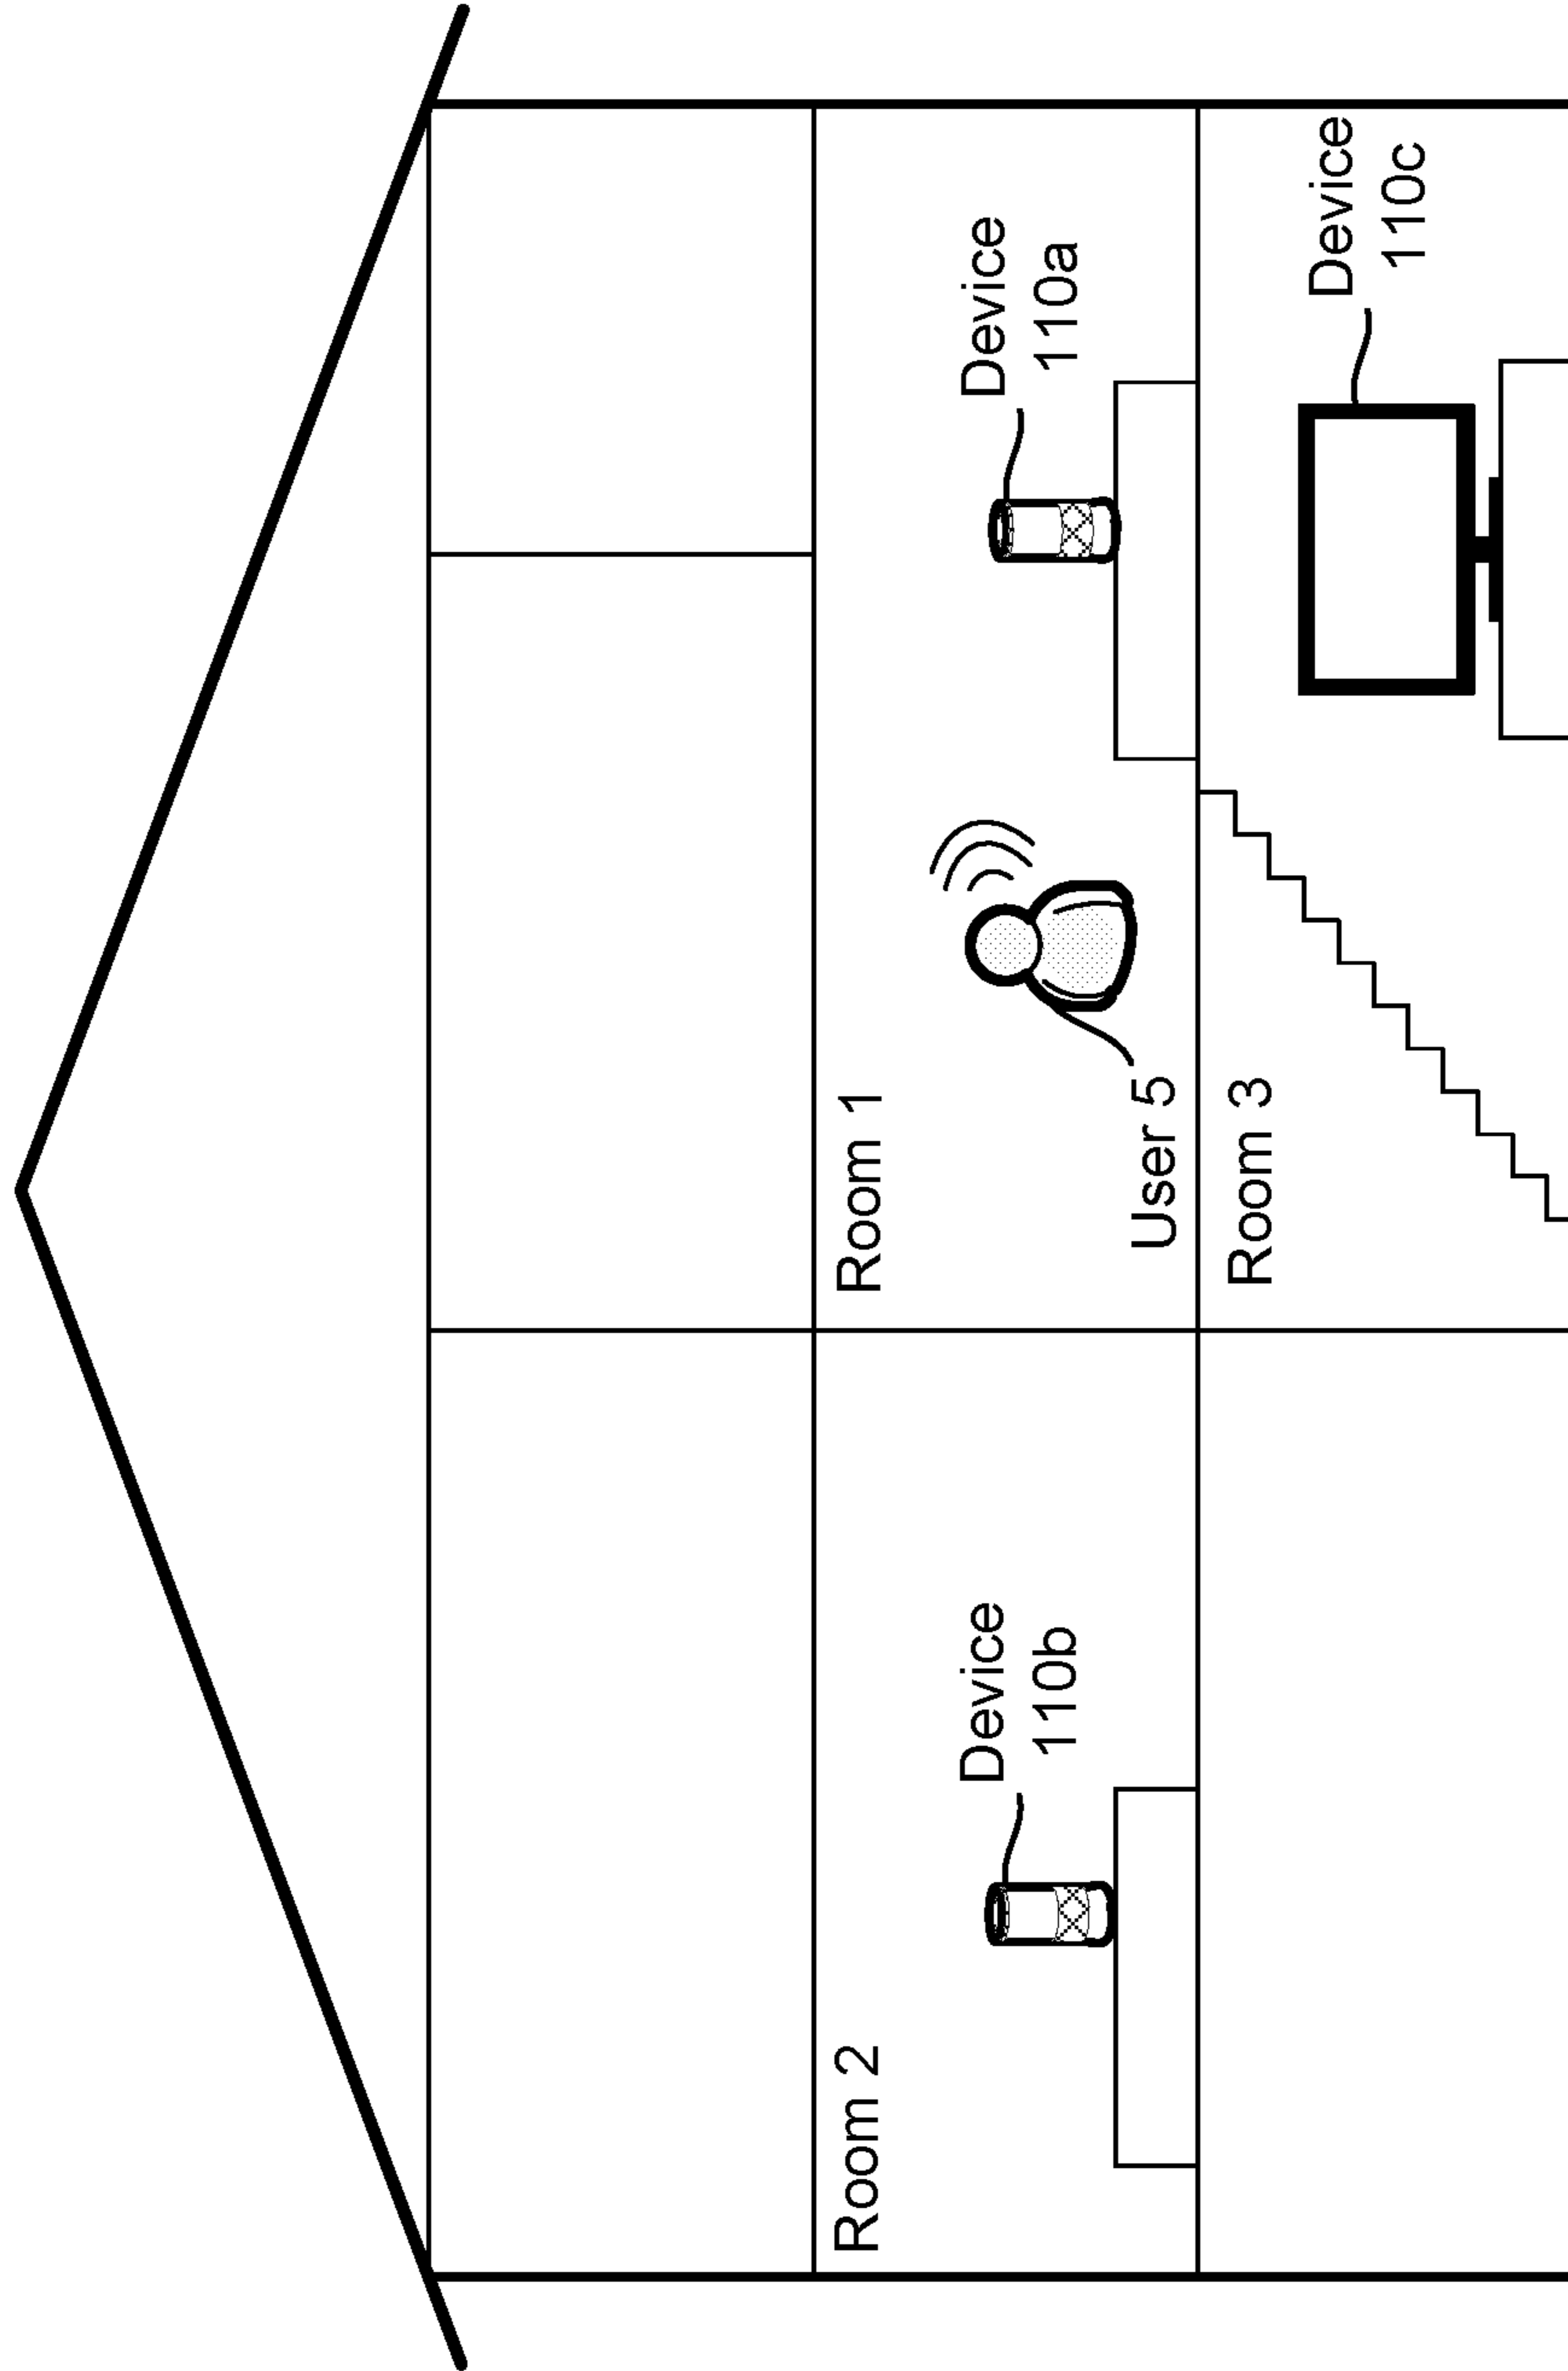 Room 2
Device
110b
Room 1
User 5
Device
110a
Room 3
Device
110c